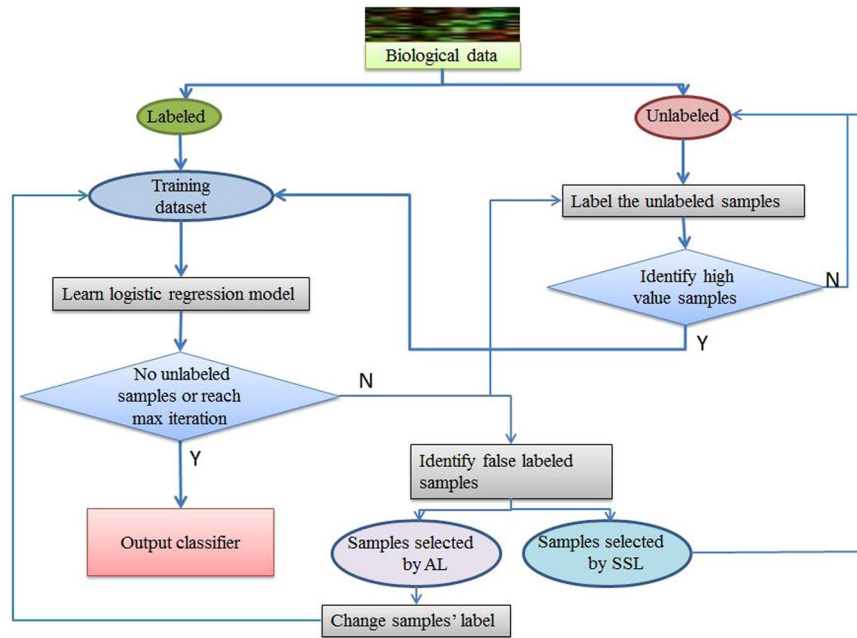 Biological data
Labeled
Unlabeled
Training
dataset
Label the unlabeled samples
Learn logistic regression model
Identify high
value samples
N
Y
No unlabeled
samples or reach
max iteration
N
Y
Identify false labeled
samples
Output classifier
Samples selected
by AL
Samples selected
by SSL
Change samples' label